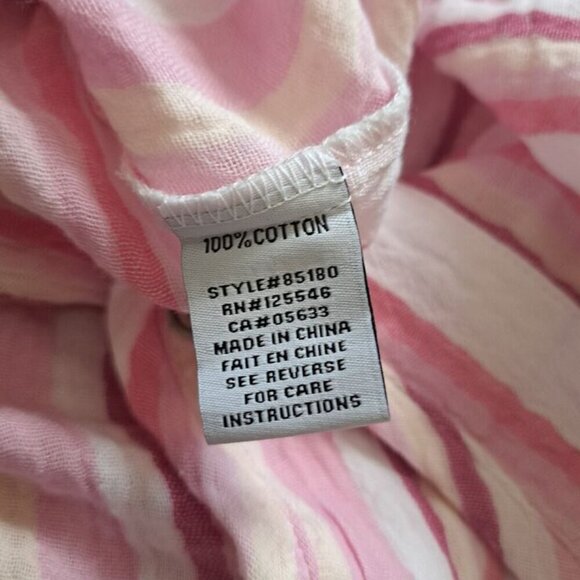 100% COTTON
STYLE#85180
RN#125546
CA#05633
MADE IN CHINA
FAIT EN CHINE
SEE REVERSE
FOR CARE
INSTRUCTIONS